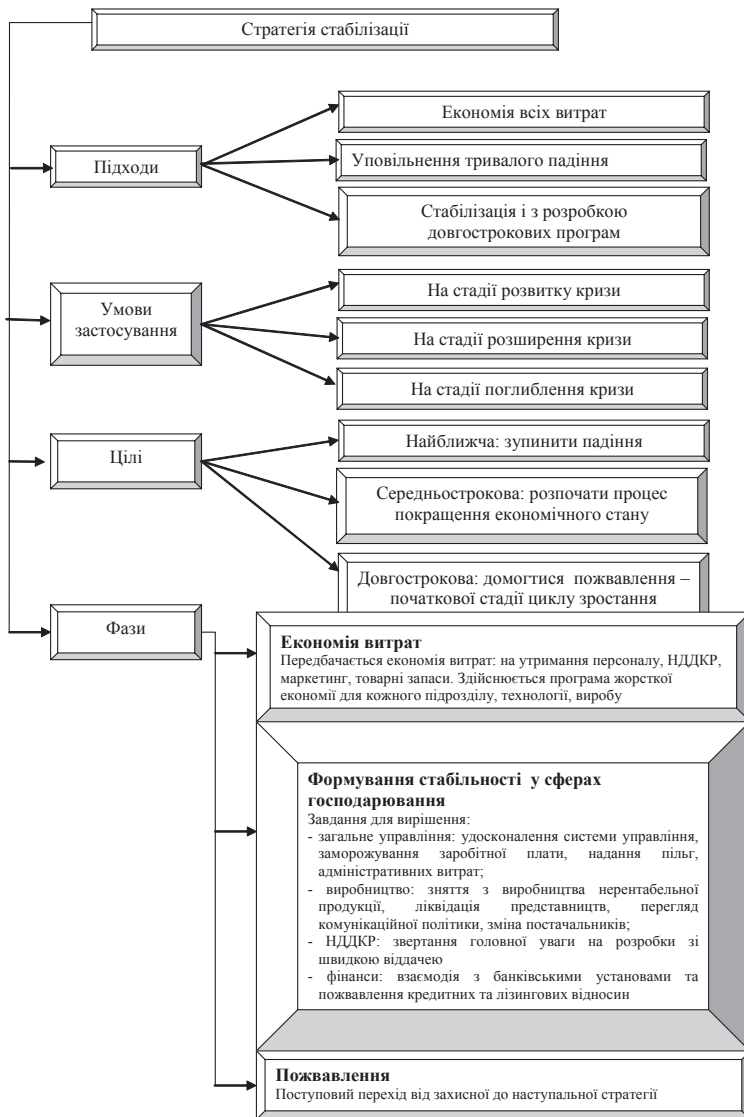 Стратегія стабілізації
Економія всіх витрат
Підходи
Уповільнення тривалого падіння
Стабілізація і з розробкою
довгострокових програм
Умови
застосування
На стадії розвитку кризи
На стадії розширення кризи
На стадії поглиблення кризи
Цілі
Найближча: зупинити падіння
Середньострокова: розпочати процес
покращення економічного стану
Довгострокова: домогтися пожвавлення –
початкової стадії циклу зростання
Фази
Економія витрат
Передбачається економія витрат: на утримання персоналу, НДДКР,
маркетинг, товарні запаси. Здійснюється програма жорсткої
економії для кожного підрозділу, технології, виробу
Формування стабільності у сферах
господарювання
Завдання для вирішення:
- загальне управління: удосконалення системи управління,
заморожування заробітної плати, надання пільг,
адміністративних витрат;
- виробництво: зняття з виробництва нерентабельної
продукції, ліквідація представництв, перегляд
комунікаційної політики, зміна постачальників;
- НДДКР: звертання головної уваги на розробки зі
швидкою віддачею
- фінанси: взаємодія з банківськими установами та
пожвавлення кредитних та лізингових відносин
Пожвавлення
Поступовий перехід від захисної до наступальної стратегії